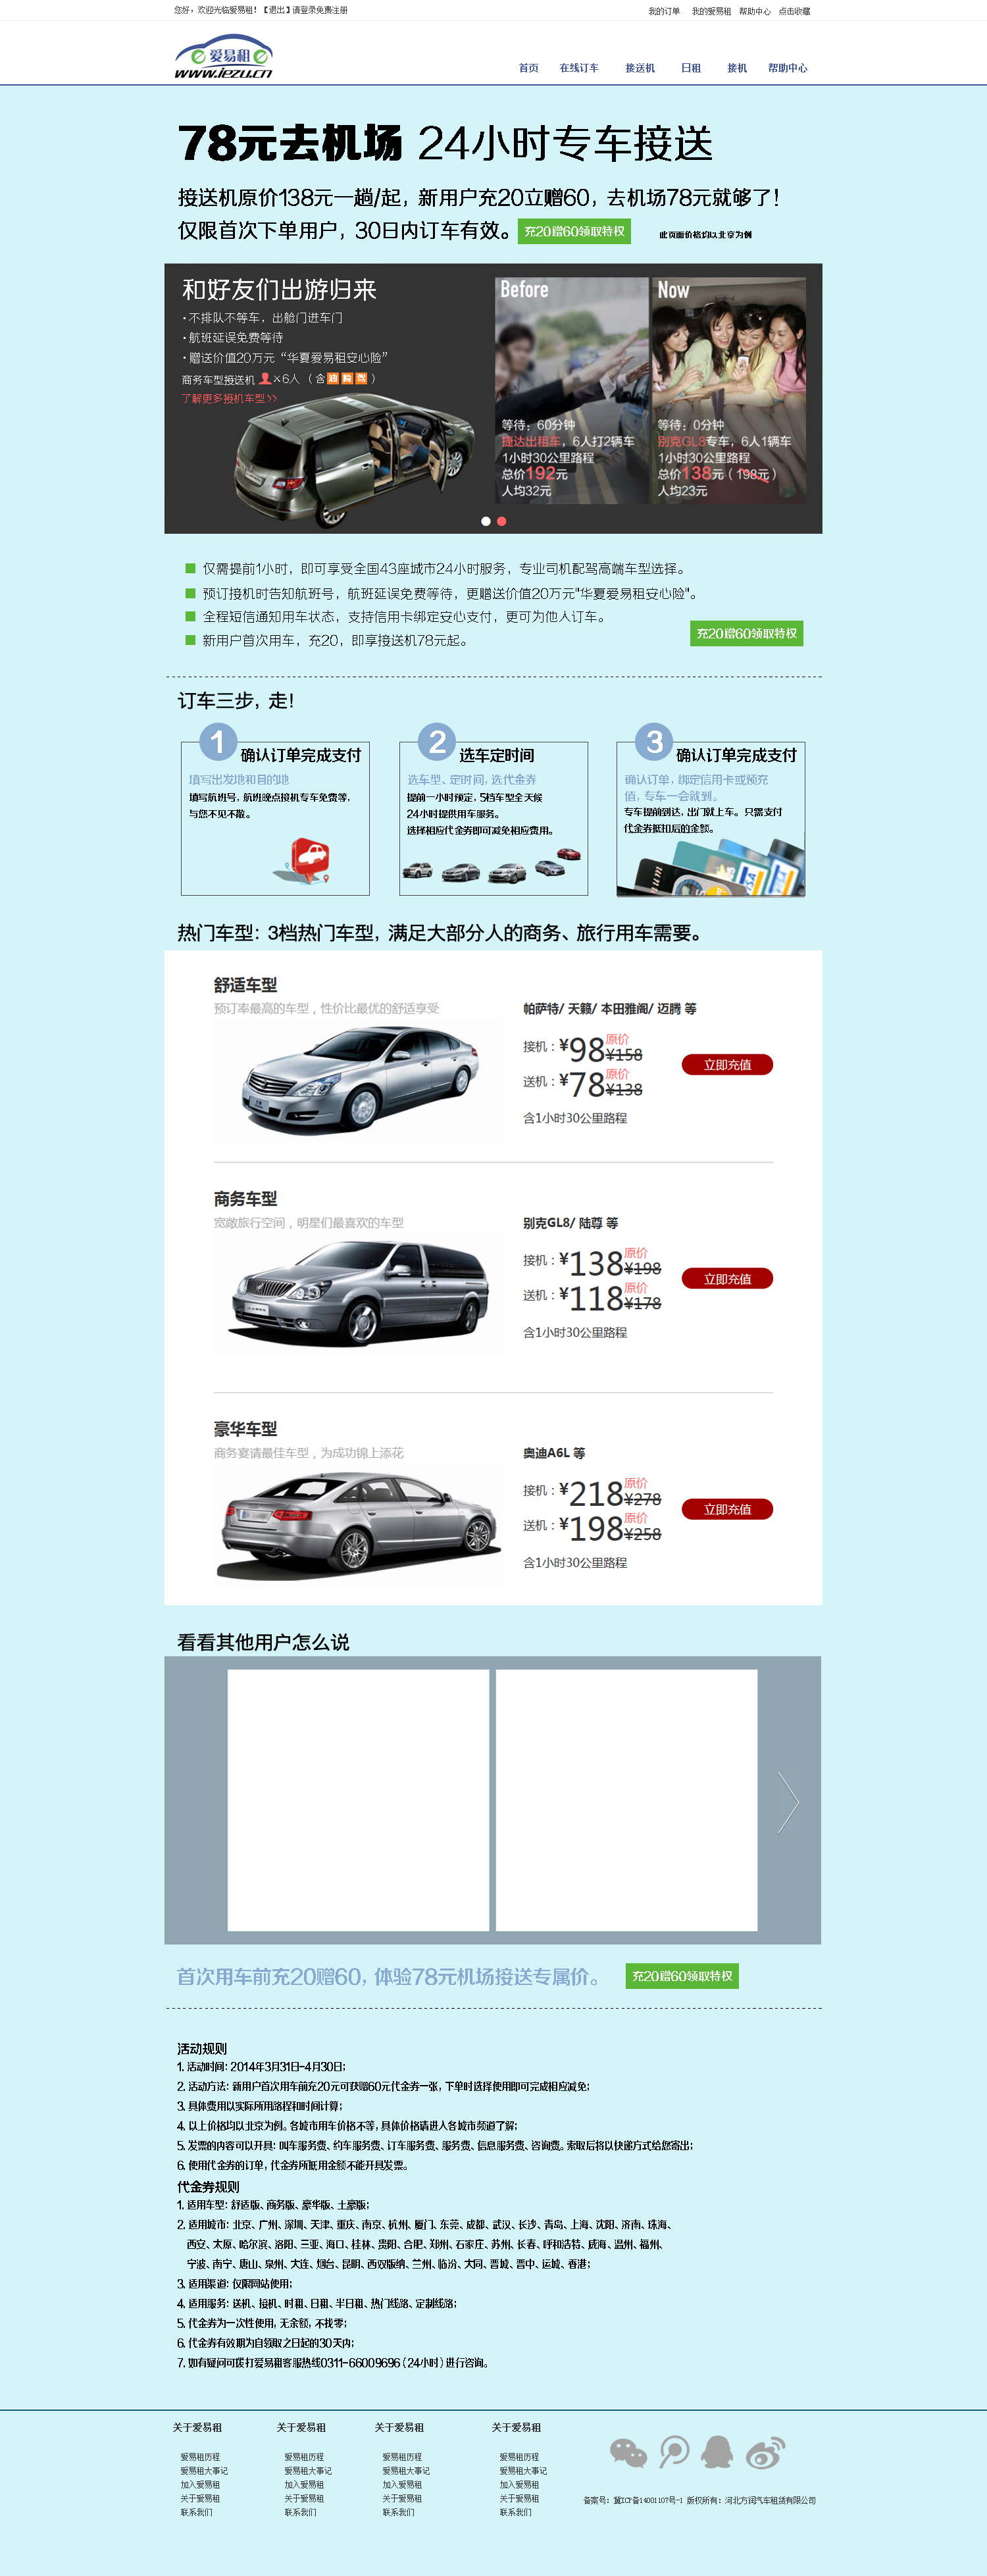 您好，欢迎光临爱易租！【退出】请登录免费注册
我的订单 我的爱易租 帮助中心 点击收藏
爱易租
www.iezu.cn
首页 在线订车 接送机 日租 接机 帮助中心
78元去机场 24小时专车接送
接送机原价138元一趟/起，新用户充20立赠60，去机场78元就够了！
仅限首次下单用户，30日内订车有效。
充20赠60领取特权
此页面价格均以北京为例
和好友们出游归来
·不排队不等车，出舱门进车门
·航班延误免费等待
·赠送价值20万元“华夏爱易租安心险”
商务车型接送机 ×6人（含油险驾）
了解更多接机车型>>
Before
等待：60分钟
捷达出租车，6人打2辆车
1小时30公里路程
总价192元
人均32元
Now
等待：0分钟
别克GL8专车，6人1辆车
1小时30公里路程
总价138元（198元）
人均23元
仅需提前1小时，即可享受全国43座城市24小时服务，专业司机配驾高端车型选择。
预订接机时告知航班号，航班延误免费等待，更赠送价值20万元"华夏爱易租安心险"。
全程短信通知用车状态，支持信用卡绑定安心支付，更可为他人订车。
新用户首次用车，充20，即享接送机78元起。
充20赠60领取特权
订车三步，走！
1
确认订单完成支付
填写出发地和目的地
填写航班号，航班晚点接机专车免费等，
与您不见不散。
2
选车定时间
选车型、定时间，选代金券
提前一小时预定，5档车型全天候
24小时提供用车服务。
选择相应代金券即可减免相应费用。
3
确认订单完成支付
确认订单，绑定信用卡或预充
值，专车一会就到。
专车提前到达，出门就上车。只需支付
代金券抵扣后的金额。
热门车型：3档热门车型，满足大部分人的商务、旅行用车需要。
舒适车型
预订率最高的车型，性价比最优的舒适享受
帕萨特/ 天籁/ 本田雅阁/ 迈腾 等
接机：¥98 原价 ¥158
送机：¥78 原价 ¥138
立即充值
含1小时30公里路程
商务车型
宽敞旅行空间，明星们最喜欢的车型
别克GL8/ 陆尊 等
接机：¥138 原价 ¥198
送机：¥118 原价 ¥178
立即充值
含1小时30公里路程
豪华车型
商务宴请最佳车型，为成功锦上添花
奥迪A6L 等
接机：¥218 原价 ¥278
送机：¥198 原价 ¥258
立即充值
含1小时30公里路程
看看其他用户怎么说
首次用车前充20赠60，体验78元机场接送专属价。
充20赠60领取特权
活动规则
1. 活动时间：2014年3月31日-4月30日；
2. 活动方法：新用户首次用车前充20元可获赠60元代金券一张，下单时选择使用即可完成相应减免；
3. 具体费用以实际所用路程和时间计算；
4. 以上价格均以北京为例。各城市用车价格不等，具体价格请进入各城市频道了解；
5. 发票的内容可以开具：叫车服务费、约车服务费、订车服务费、服务费、信息服务费、咨询费。索取后将以快递方式给您寄出；
6. 使用代金券的订单，代金券所抵用金额不能开具发票。
代金券规则
1. 适用车型：舒适版、商务版、豪华版、土豪版；
2. 适用城市：北京、广州、深圳、天津、重庆、南京、杭州、厦门、东莞、成都、武汉、长沙、青岛、上海、沈阳、济南、珠海、
西安、太原、哈尔滨、洛阳、三亚、海口、桂林、贵阳、合肥、郑州、石家庄、苏州、长春、呼和浩特、威海、温州、福州、
宁波、南宁、唐山、泉州、大连、烟台、昆明、西双版纳、兰州、临汾、大同、晋城、晋中、运城、香港；
3. 适用渠道：仅限网站使用；
4. 适用服务：送机、接机、时租、日租、半日租、热门线路、定制线路；
5. 代金券为一次性使用，无余额，不找零；
6. 代金券有效期为自领取之日起的30天内；
7. 如有疑问可拨打爱易租客服热线0311-66009696（24小时）进行咨询。
关于爱易租 关于爱易租 关于爱易租 关于爱易租
爱易租历程 爱易租历程 爱易租历程 爱易租历程
爱易租大事记 爱易租大事记 爱易租大事记 爱易租大事记
加入爱易租 加入爱易租 加入爱易租 加入爱易租
关于爱易租 关于爱易租 关于爱易租 关于爱易租
联系我们 联系我们 联系我们 联系我们
备案号：冀ICP备14001107号-1 版权所有：河北方润汽车租赁有限公司